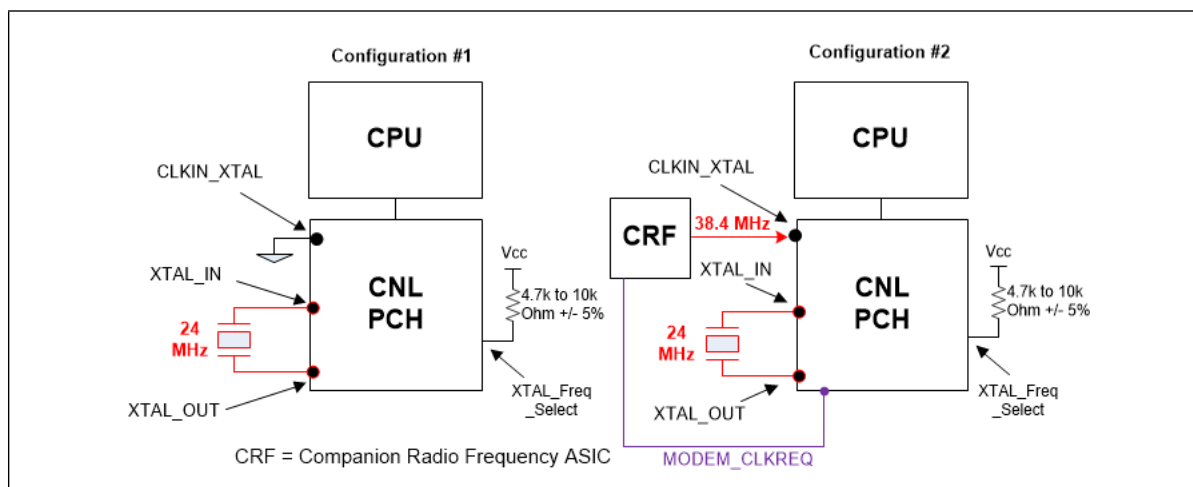 Configuration #1
CPU
CLKIN_XTAL
XTAL_IN
CNL
PCH
24
MHz
XTAL_OUT
Vcc
4.7k to 10k
Ohm +/- 5%
XTAL_Freq
_Select
Configuration #2
CPU
CLKIN_XTAL
CRF
38.4 MHz
XTAL_IN
CNL
PCH
24
MHz
XTAL_OUT
Vcc
4.7k to 10k
Ohm +/- 5%
XTAL_Freq
_Select
CRF = Companion Radio Frequency ASIC
MODEM_CLKREQ